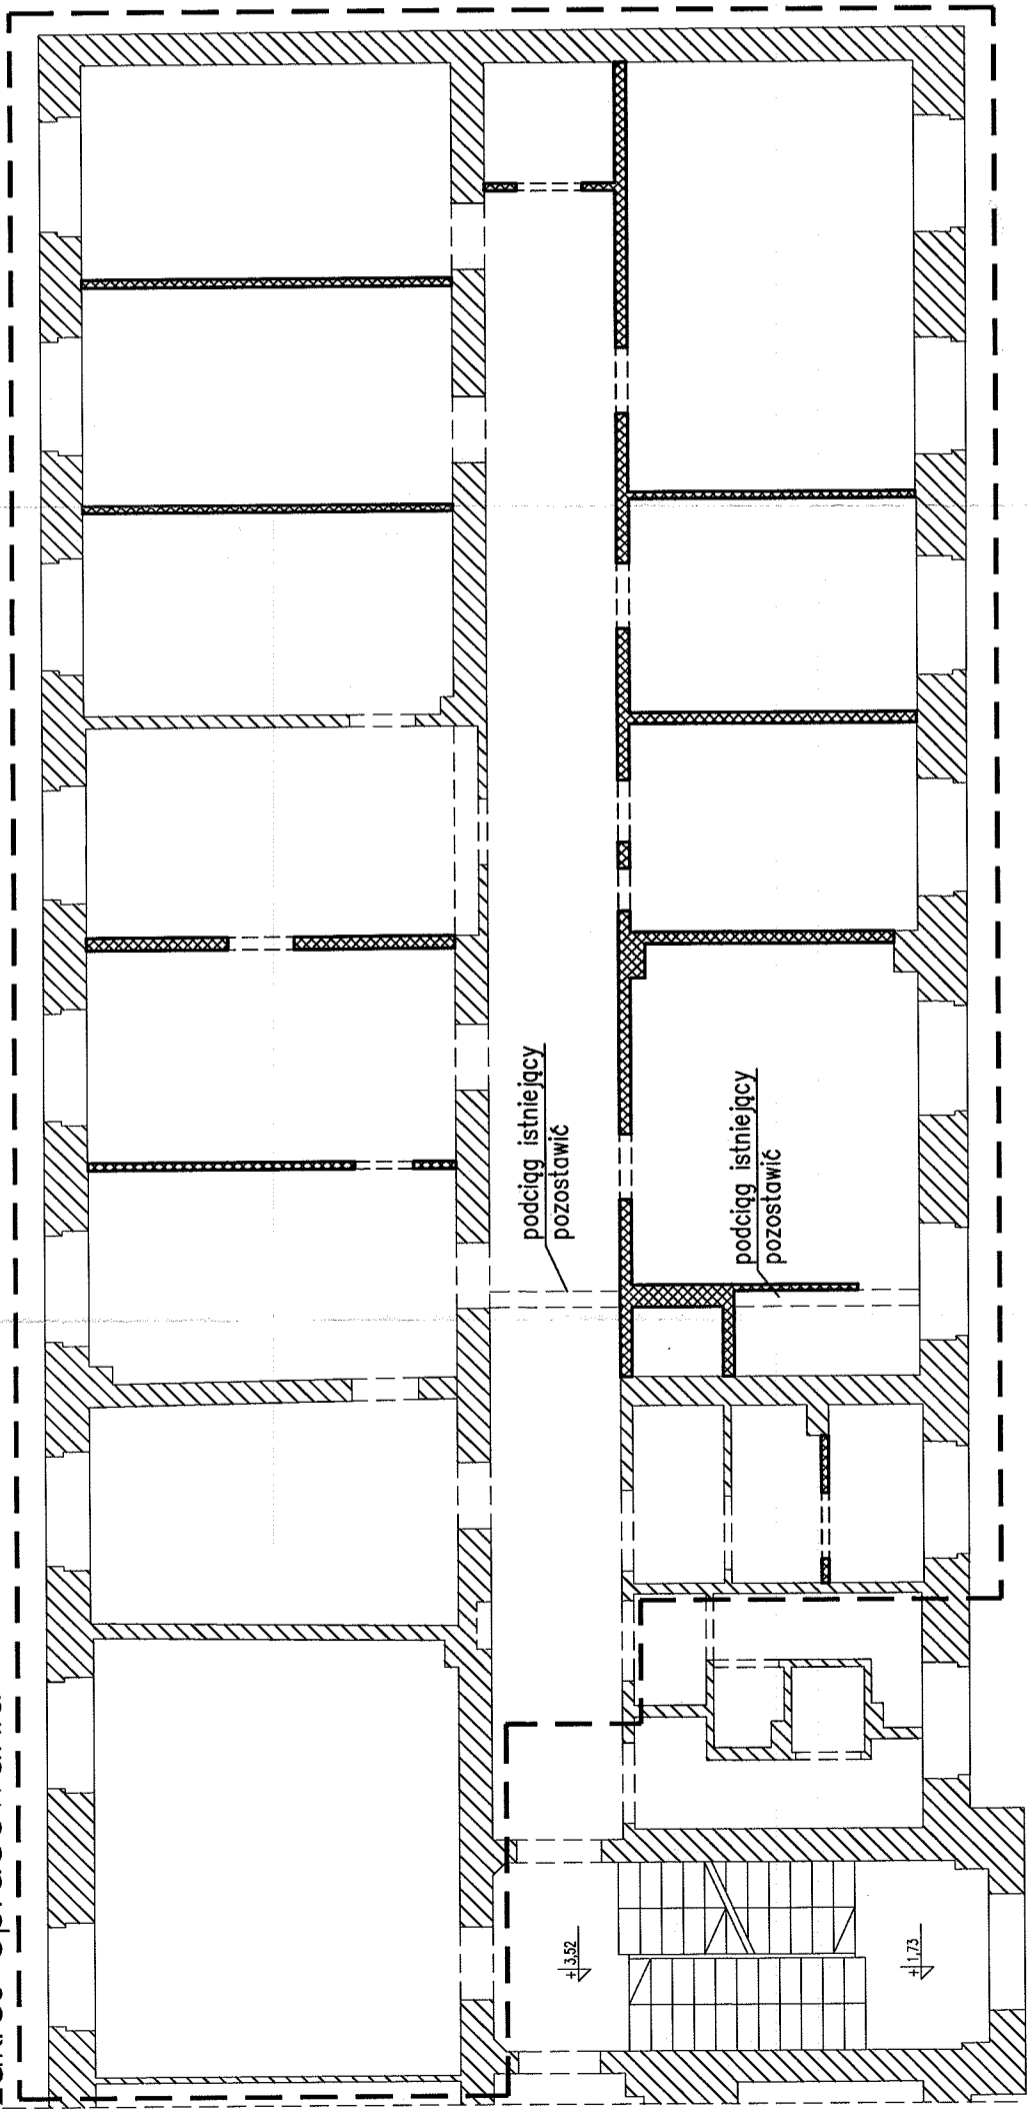 podciąg istniejący
pozostawić
podciąg istniejący
pozostawić
+3,52
+1,73